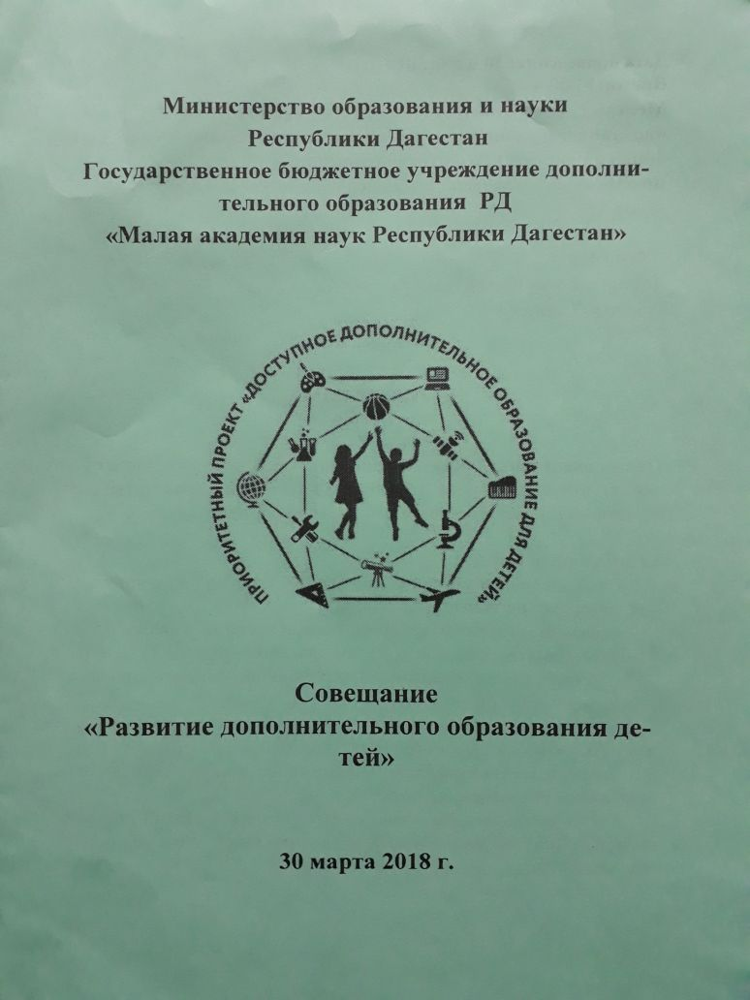 Министерство образования и науки
Республики Дагестан
Государственное бюджетное учреждение дополни-
тельного образования РД
«Малая академия наук Республики Дагестан»
ПРИОРИТЕТНЫЙ ПРОЕКТ «ДОСТУПНОЕ ДОПОЛНИТЕЛЬНОЕ ОБРАЗОВАНИЕ ДЛЯ ДЕТЕЙ»
Совещание
«Развитие дополнительного образования де-
тей»
30 марта 2018 г.